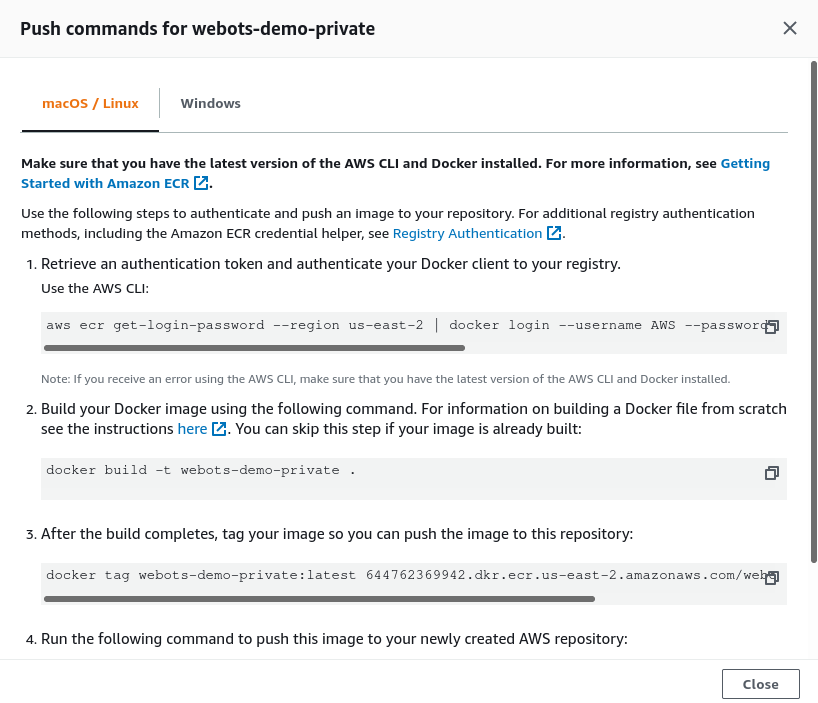 Push commands for webots-demo-private
macOS / Linux
Windows
Make sure that you have the latest version of the AWS CLI and Docker installed. For more information, see Getting
Started with Amazon ECR.
Use the following steps to authenticate and push an image to your repository. For additional registry authentication
methods, including the Amazon ECR credential helper, see Registry Authentication.
1. Retrieve an authentication token and authenticate your Docker client to your registry.
Use the AWS CLI:
aws ecr get-login-password --region us-east-2 | docker login --username AWS --password
Note: If you receive an error using the AWS CLI, make sure that you have the latest version of the AWS CLI and Docker installed.
2. Build your Docker image using the following command. For information on building a Docker file from scratch
see the instructions here. You can skip this step if your image is already built:
docker build -t webots-demo-private .
3. After the build completes, tag your image so you can push the image to this repository:
docker tag webots-demo-private:latest 644762369942.dkr.ecr.us-east-2.amazonaws.com/web
4. Run the following command to push this image to your newly created AWS repository:
Close